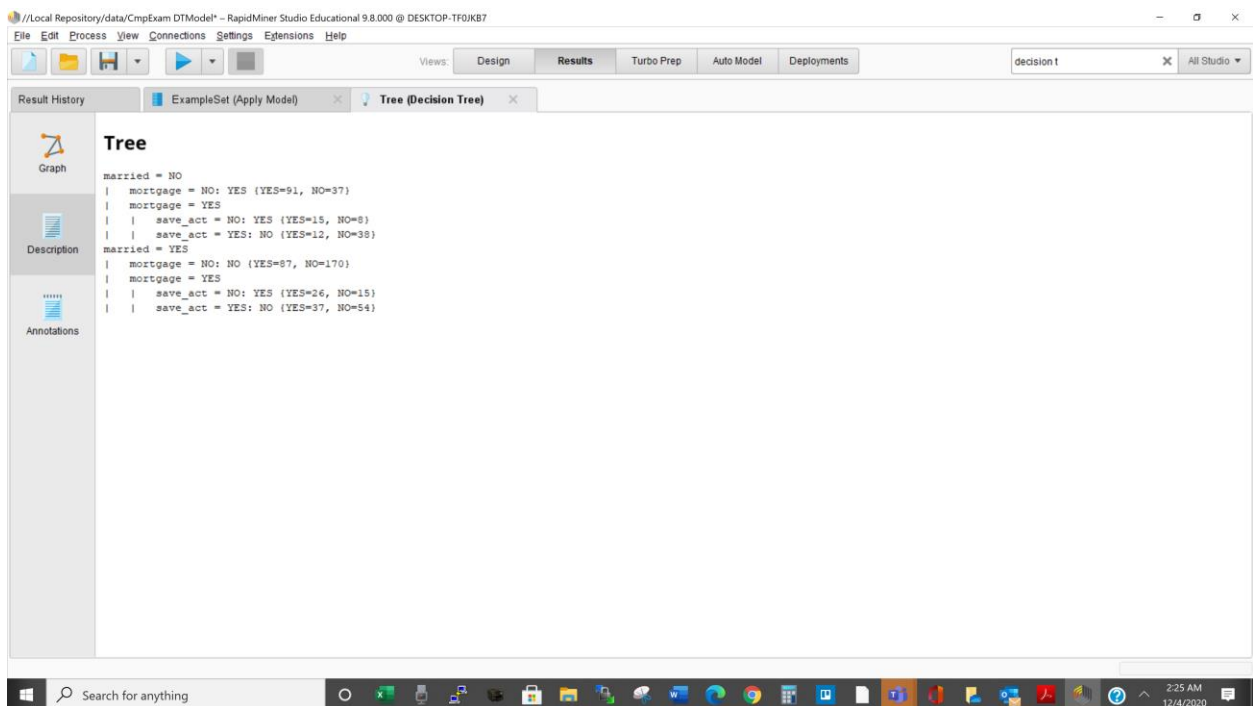 //Local Repository/data/CmpExam DTModel* – RapidMiner Studio Educational 9.8.000 @ DESKTOP-TF0JKB7
File Edit Process View Connections Settings Extensions Help
Views: Design Results Turbo Prep Auto Model Deployments decision t All Studio
Result History ExampleSet (Apply Model) Tree (Decision Tree)
Graph
Description
Annotations
Tree
married = NO
| mortgage = NO: YES {YES=91, NO=37}
| mortgage = YES
| | save_act = NO: YES {YES=15, NO=8}
| | save_act = YES: NO {YES=12, NO=38}
married = YES
| mortgage = NO: NO {YES=87, NO=170}
| mortgage = YES
| | save_act = NO: YES {YES=26, NO=15}
| | save_act = YES: NO {YES=37, NO=54}
Search for anything
2:25 AM
12/4/2020